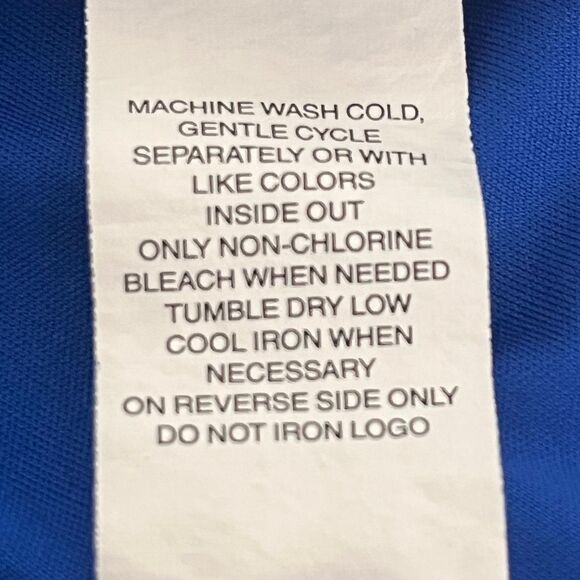 MACHINE WASH COLD,
GENTLE CYCLE
SEPARATELY OR WITH
LIKE COLORS
INSIDE OUT
ONLY NON-CHLORINE
BLEACH WHEN NEEDED
TUMBLE DRY LOW
COOL IRON WHEN
NECESSARY
ON REVERSE SIDE ONLY
DO NOT IRON LOGO